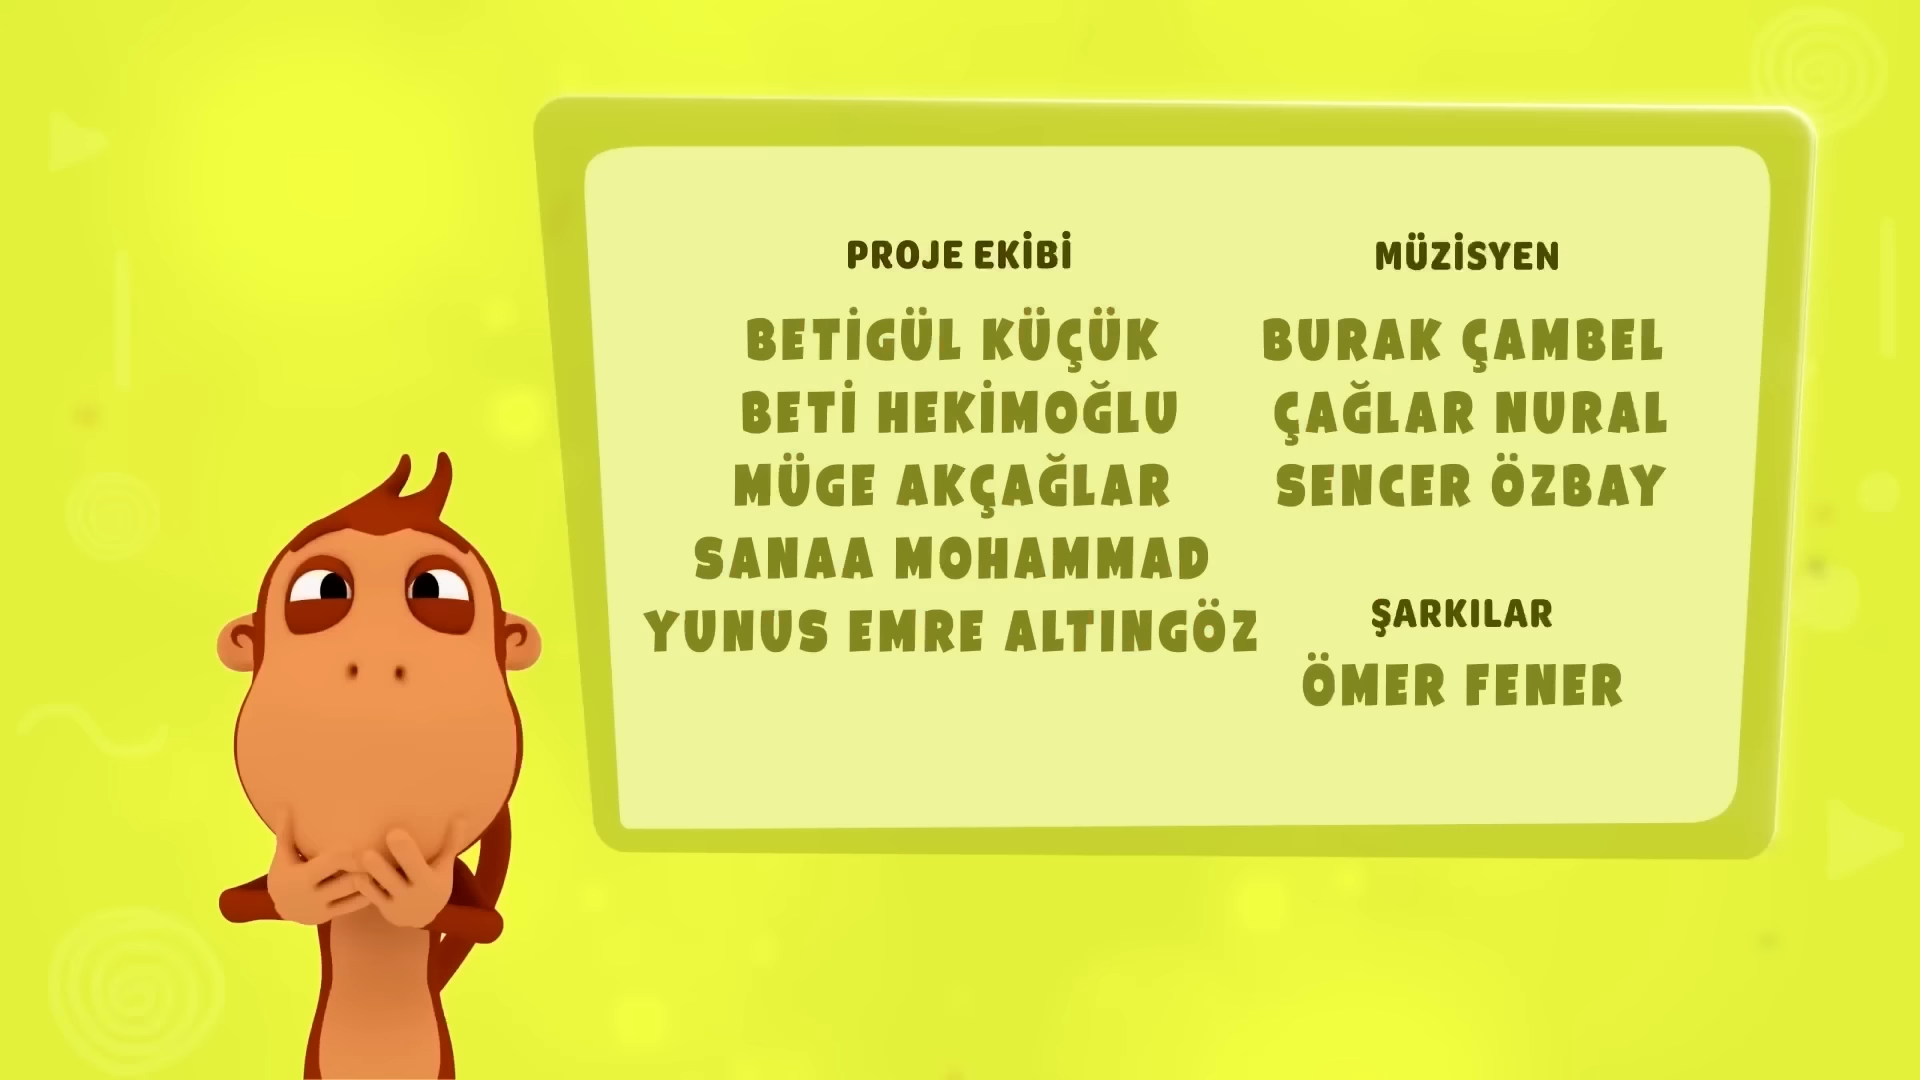 PROJE EKİBİ
BETİGÜL KÜÇÜK
BETİ HEKİMOĞLU
MÜGE AKÇAĞLAR
SANAA MOHAMMAD
YUNUS EMRE ALTINGÖZ
MÜZİSYEN
BURAK ÇAMBEL
ÇAĞLAR NURAL
SENCER ÖZBAY
ŞARKILAR
ÖMER FENER